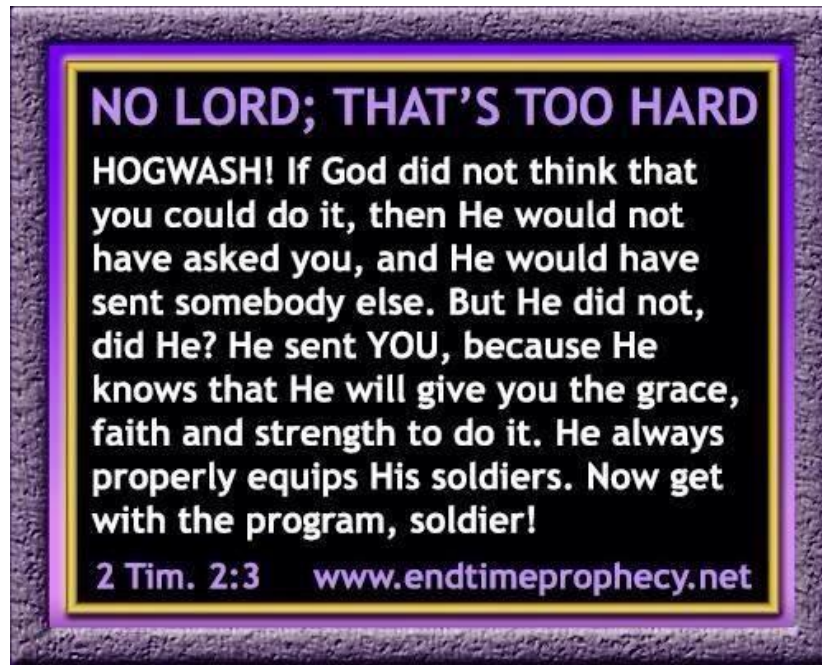 NO LORD; THAT'S TOO HARD
HOGWASH! If God did not think that
you could do it, then He would not
have asked you, and He would have
sent somebody else. But He did not,
did He? He sent YOU, because He
knows that He will give you the grace,
faith and strength to do it. He always
properly equips His soldiers. Now get
with the program, soldier!
2 Tim. 2:3 www.endtimeprophecy.net